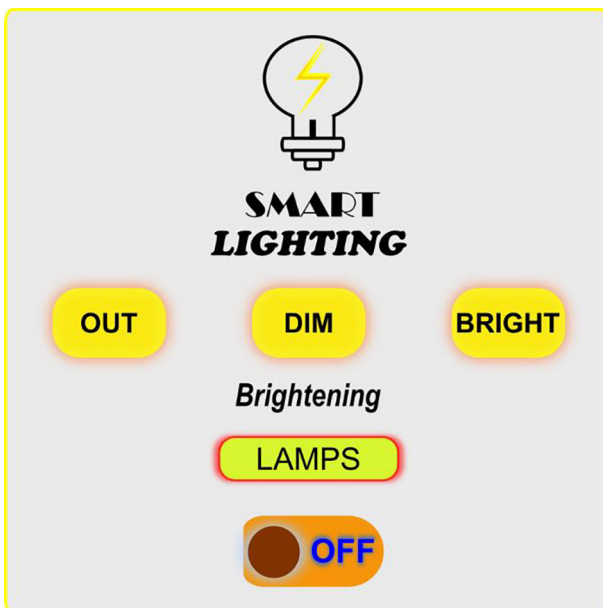 SMART
LIGHTING
OUT DIM BRIGHT
Brightening
LAMPS
OFF